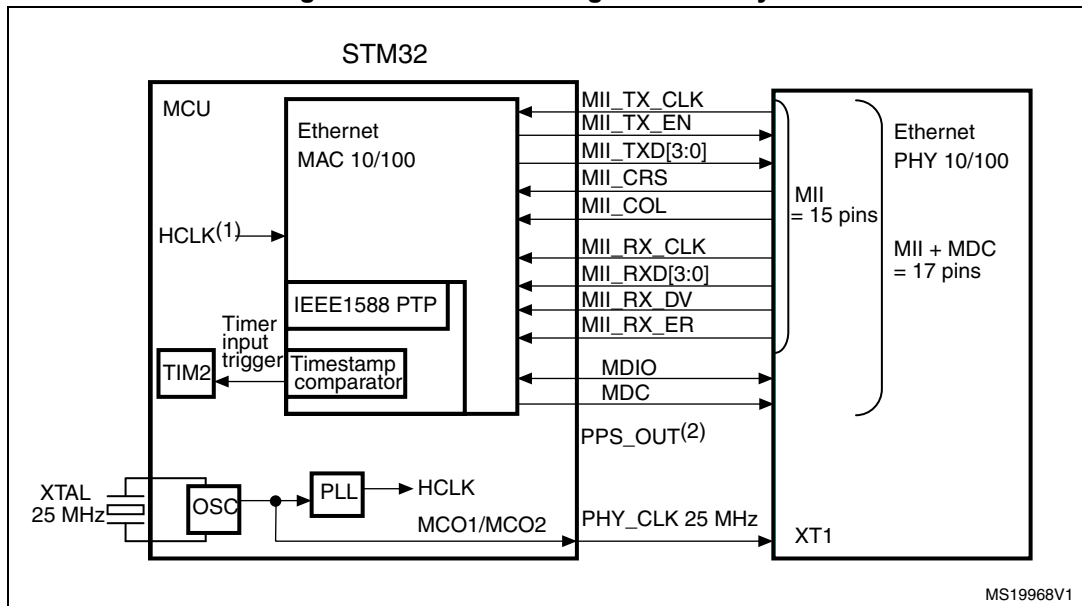 STM32
MCU
Ethernet
MAC 10/100
HCLK(1)
IEEE1588 PTP
Timer
input
trigger
TIM2
Timestamp
comparator
XTAL
25 MHz
OSC
PLL
HCLK
MCO1/MCO2
MII_TX_CLK
MII_TX_EN
MII_TXD[3:0]
MII_CRS
MII_COL
MII_RX_CLK
MII_RXD[3:0]
MII_RX_DV
MII_RX_ER
MDIO
MDC
PPS_OUT(2)
PHY_CLK 25 MHz
MII
= 15 pins
Ethernet
PHY 10/100
MII + MDC
= 17 pins
XT1
MS19968V1